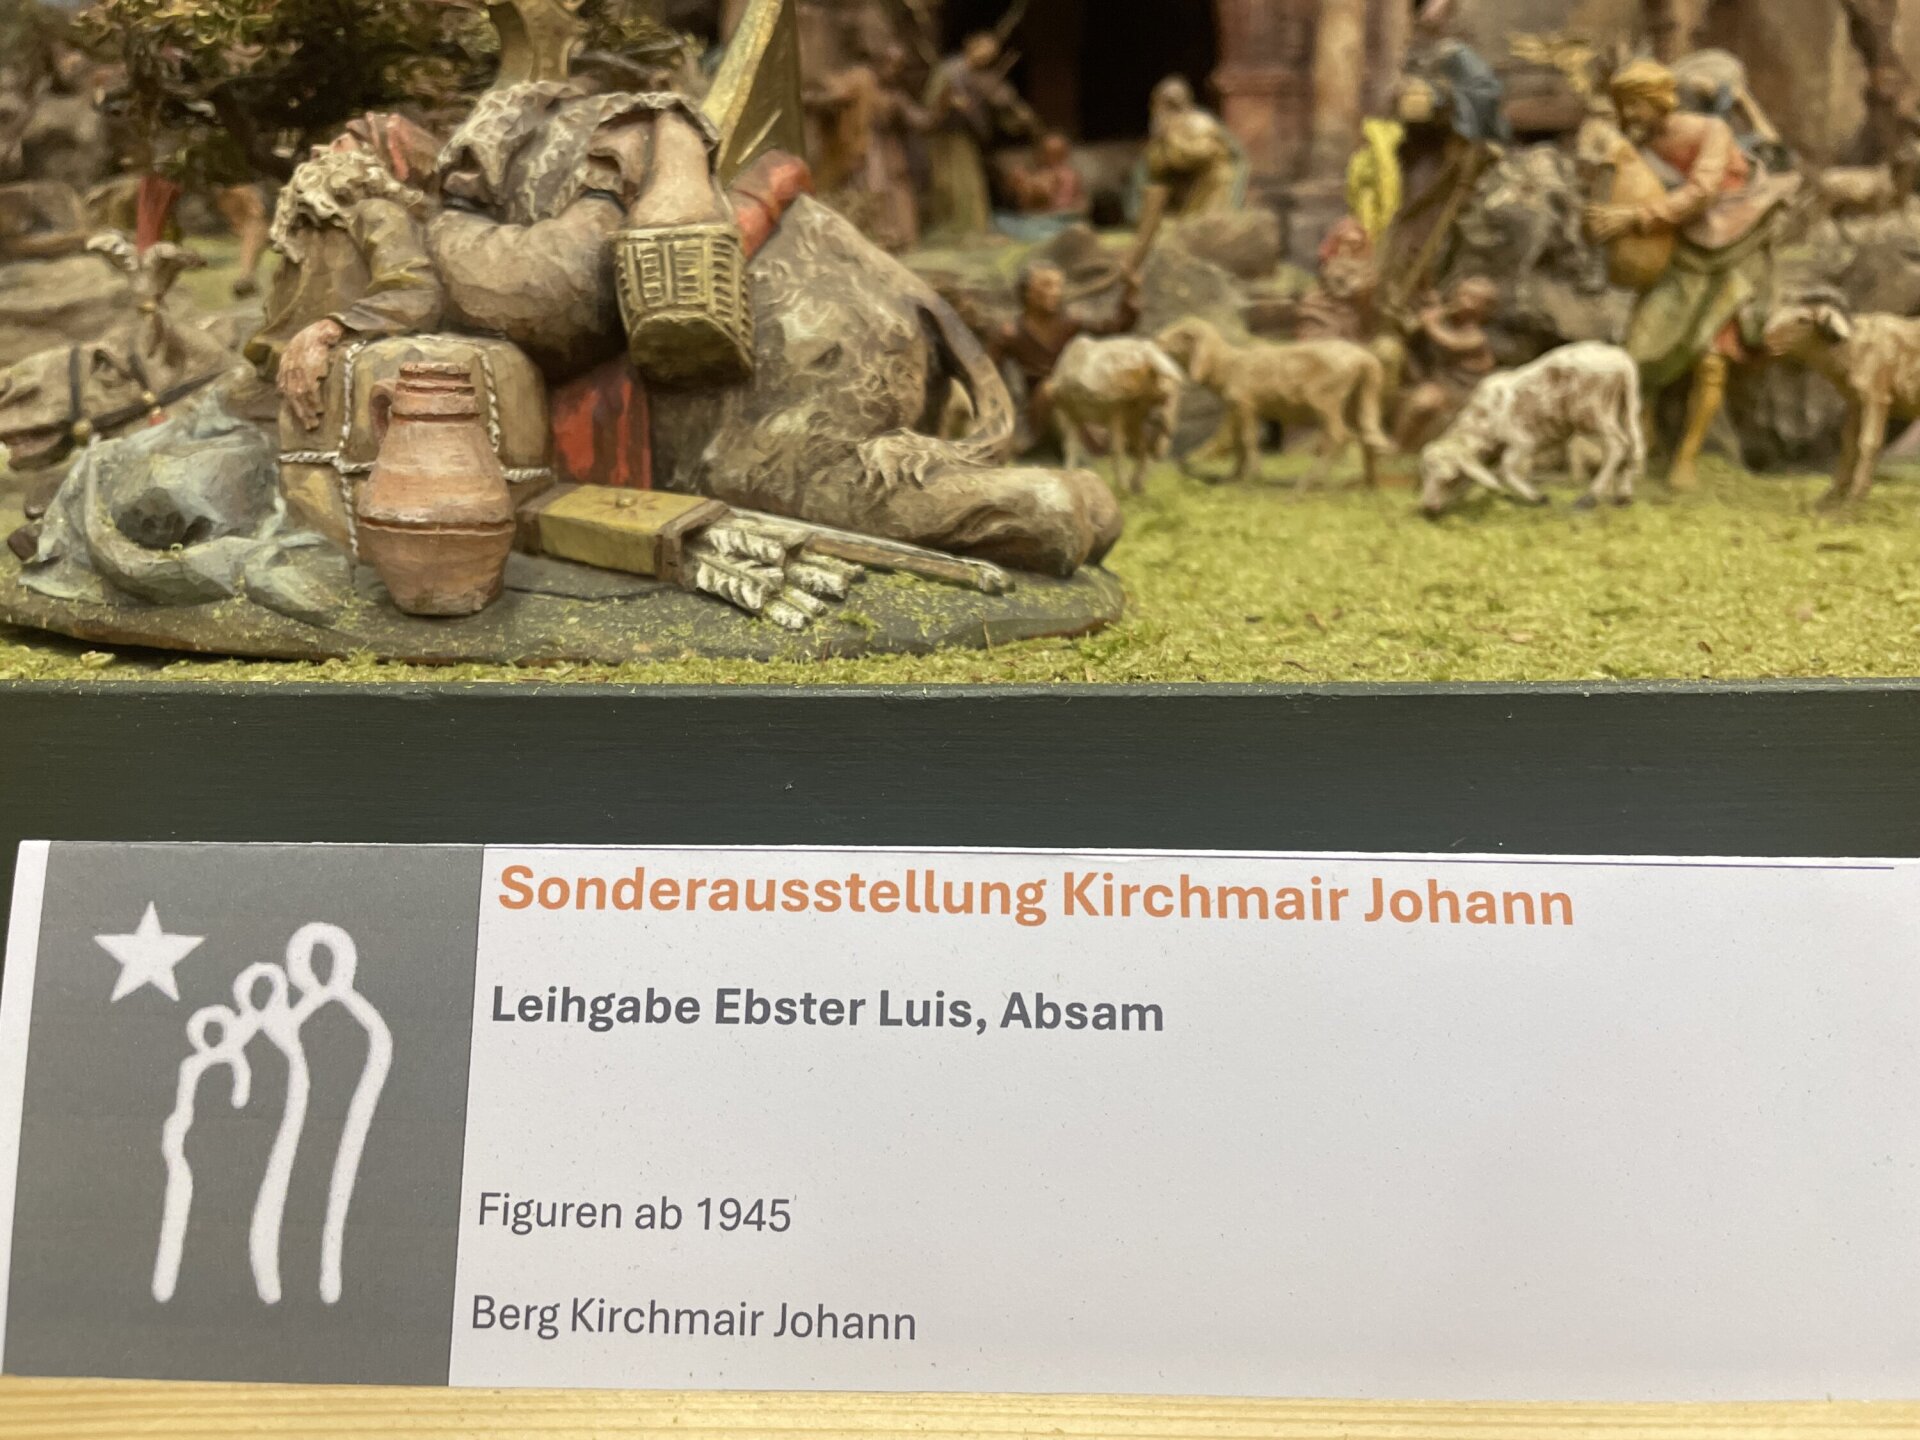 Sonderausstellung Kirchmair Johann
Leihgabe Ebster Luis, Absam
Figuren ab 1945
Berg Kirchmair Johann